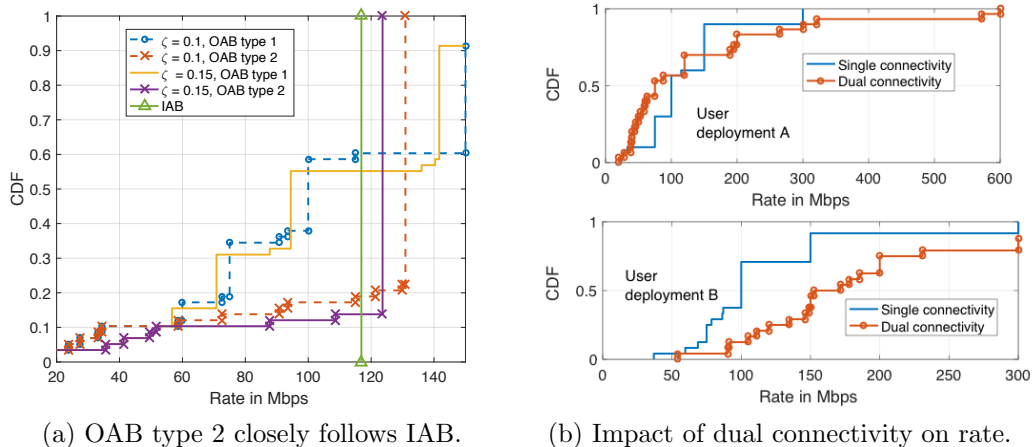 1
0.9
0.8
0.7
0.6
0.5
0.4
0.3
0.2
0.1
0
CDF
ζ = 0.1, OAB type 1
ζ = 0.1, OAB type 2
ζ = 0.15, OAB type 1
ζ = 0.15, OAB type 2
IAB
20 40 60 80 100 120 140
Rate in Mbps
(a) OAB type 2 closely follows IAB.
1
0.5
0
CDF
Single connectivity
Dual connectivity
User
deployment A
0 100 200 300 400 500 600
Rate in Mbps
1
0.5
0
CDF
User
deployment B
Single connectivity
Dual connectivity
0 50 100 150 200 250 300
Rate in Mbps
(b) Impact of dual connectivity on rate.